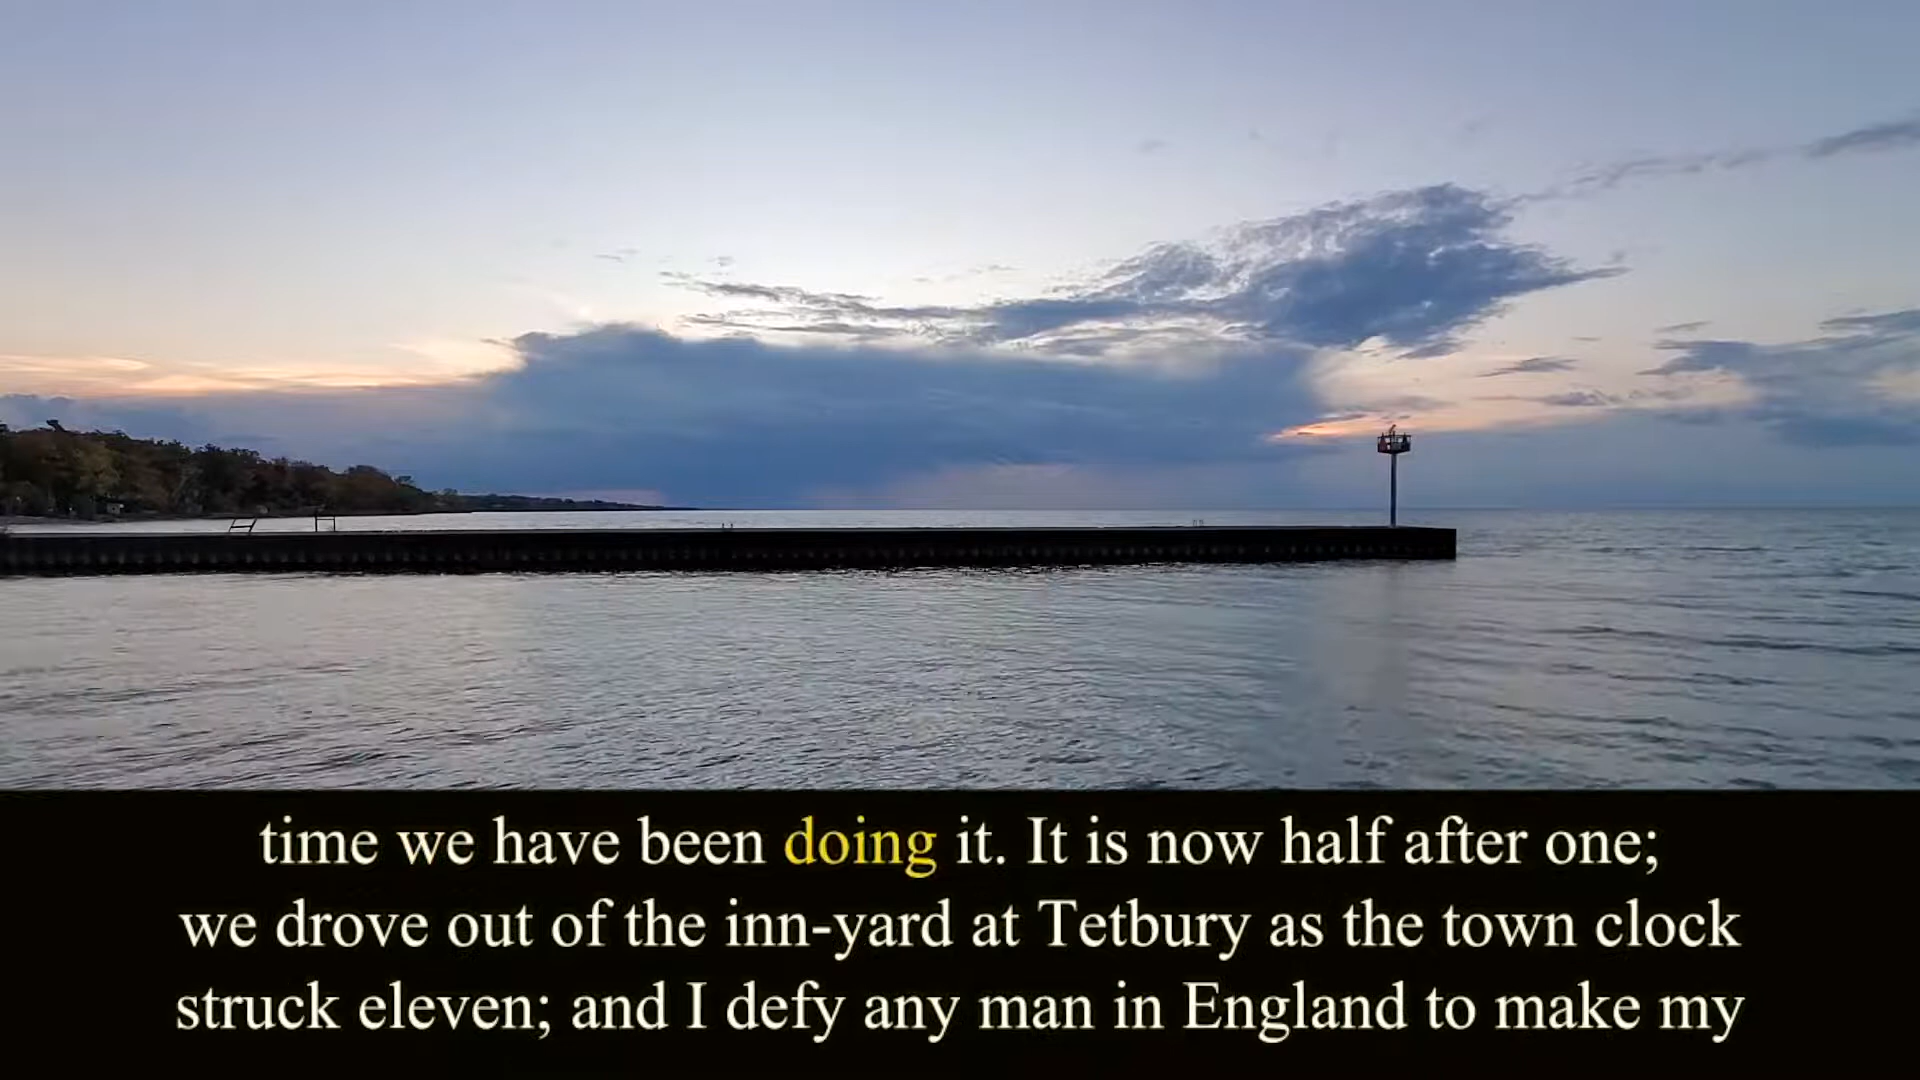 time we have been doing it. It is now half after one;
we drove out of the inn-yard at Tetbury as the town clock
struck eleven; and I defy any man in England to make my